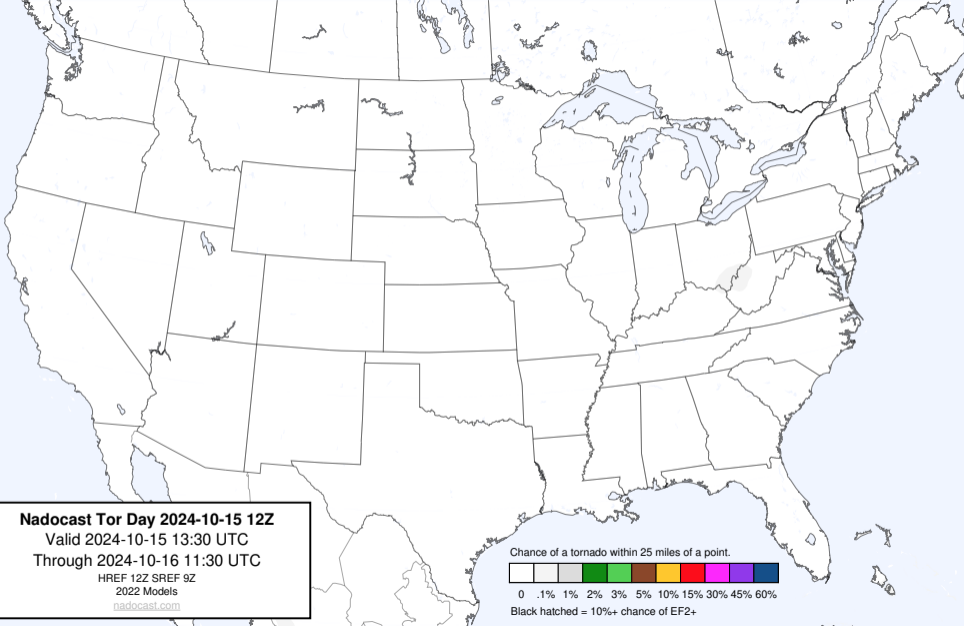 Nadocast Tor Day 2024-10-15 12Z
Valid 2024-10-15 13:30 UTC
Through 2024-10-16 11:30 UTC
HREF 12Z SREF 9Z
2022 Models
nadocast.com
Chance of a tornado within 25 miles of a point.
0 .1% 1% 2% 3% 5% 10% 15% 30% 45% 60%
Black hatched = 10%+ chance of EF2+